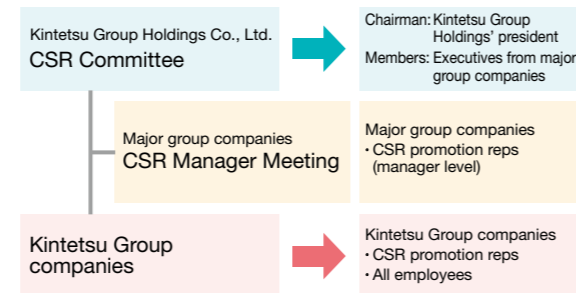 Kintetsu Group Holdings Co., Ltd.
CSR Committee
Chairman: Kintetsu Group
Holdings' president
Members: Executives from major
group companies
Major group companies
CSR Manager Meeting
Major group companies
・CSR promotion reps
(manager level)
Kintetsu Group
companies
Kintetsu Group companies
・CSR promotion reps
・All employees